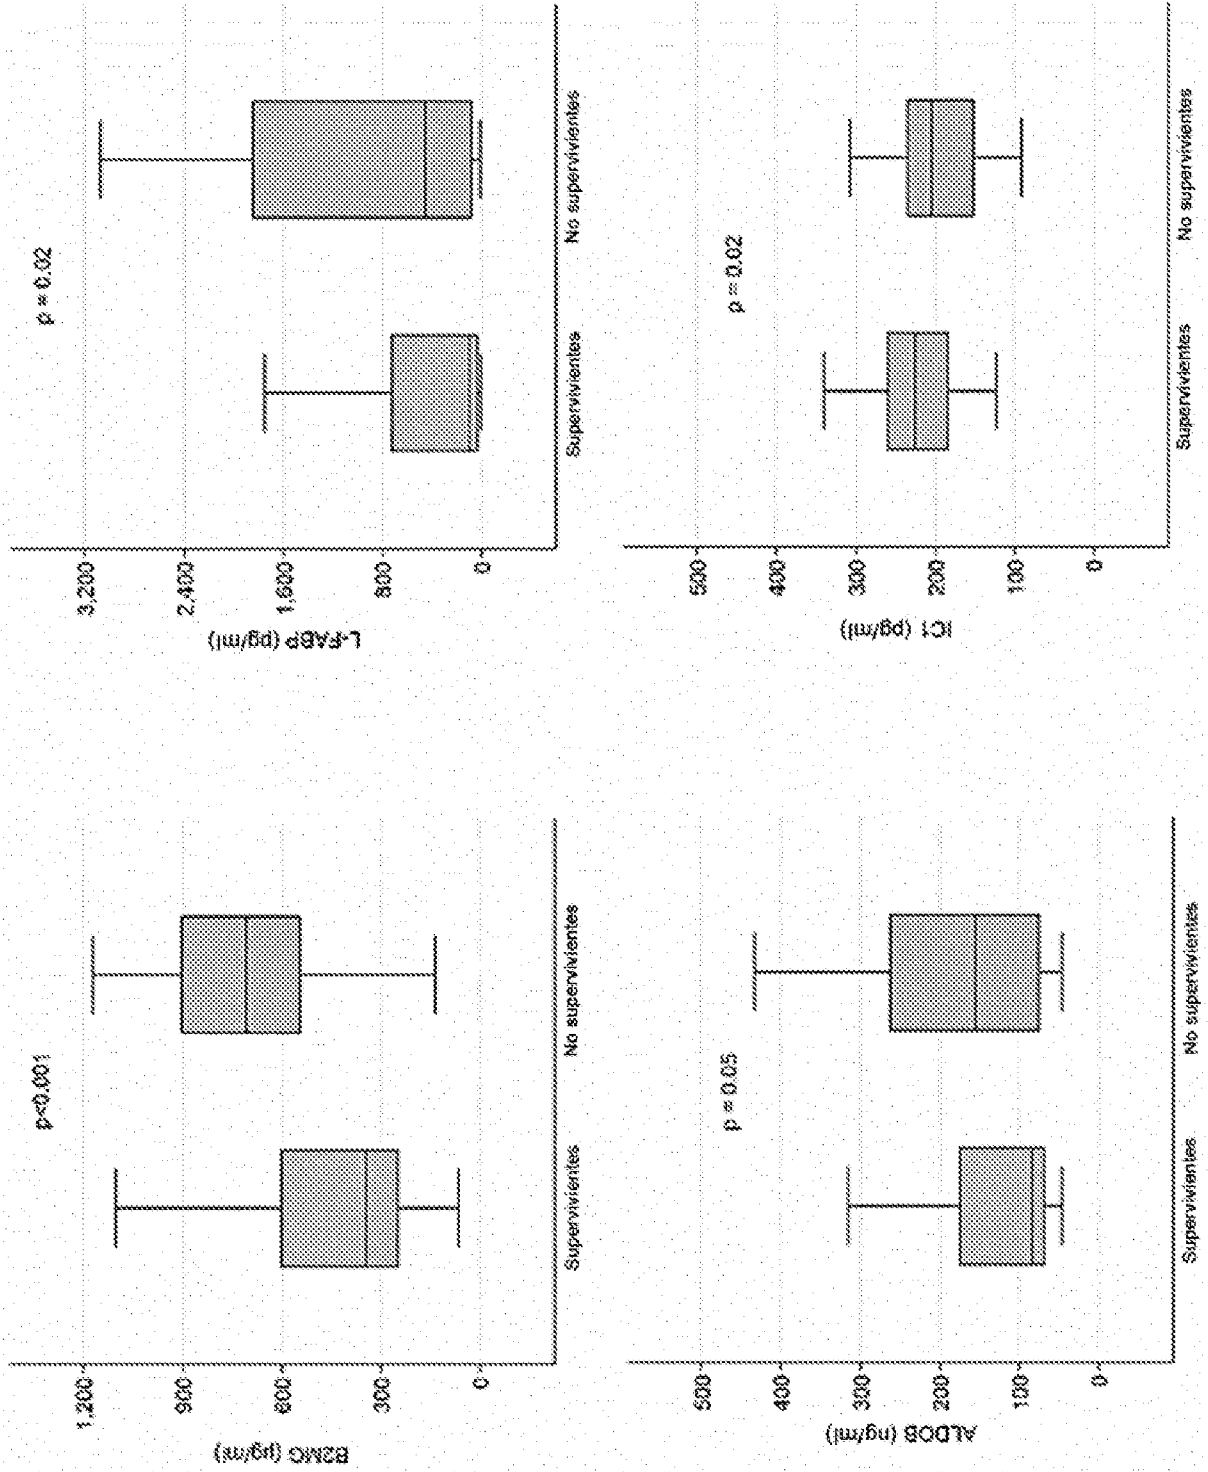 B2MG (µg/ml)
1,200
900
600
300
0
p<0.001
Supervivientes
No supervivientes
L-FABP (pg/ml)
3,200
2,400
1,600
800
0
p = 0.02
Supervivientes
No supervivientes
ALDOB (ng/ml)
500
400
300
200
100
0
p = 0.05
Supervivientes
No supervivientes
IC1 (pg/ml)
500
400
300
200
100
0
p = 0.02
Supervivientes
No supervivientes